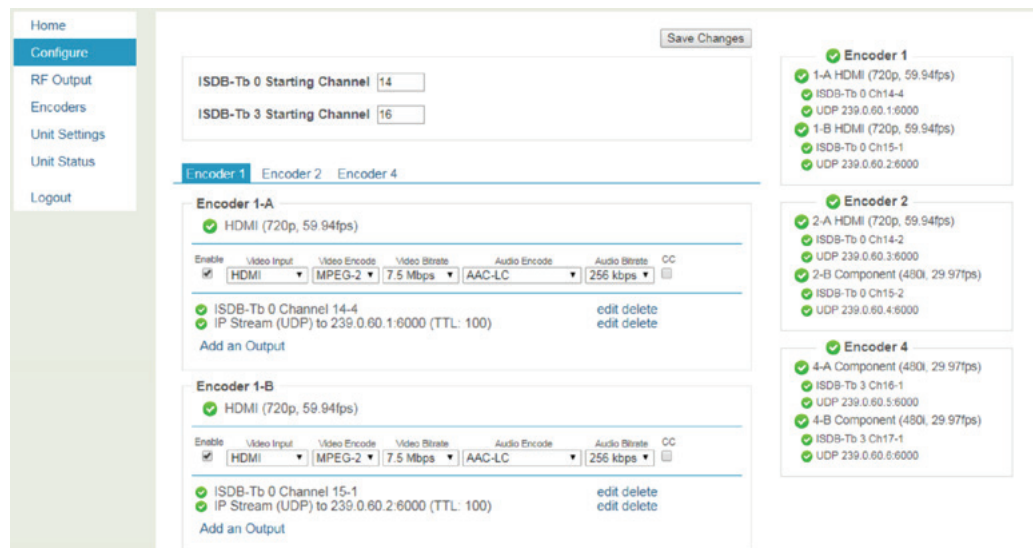 Home
Configure
RF Output
Encoders
Unit Settings
Unit Status
Logout
Save Changes
ISDB-Tb 0 Starting Channel 14
ISDB-Tb 3 Starting Channel 16
Encoder 1 Encoder 2 Encoder 4
Encoder 1-A
HDMI (720p, 59.94fps)
Enable Video Input Video Encode Video Bitrate Audio Encode Audio Bitrate CC
HDMI MPEG-2 7.5 Mbps AAC-LC 256 kbps
ISDB-Tb 0 Channel 14-4 edit delete
IP Stream (UDP) to 239.0.60.1:6000 (TTL: 100) edit delete
Add an Output
Encoder 1-B
HDMI (720p, 59.94fps)
Enable Video Input Video Encode Video Bitrate Audio Encode Audio Bitrate CC
HDMI MPEG-2 7.5 Mbps AAC-LC 256 kbps
ISDB-Tb 0 Channel 15-1 edit delete
IP Stream (UDP) to 239.0.60.2:6000 (TTL: 100) edit delete
Add an Output
Encoder 1
1-A HDMI (720p, 59.94fps)
ISDB-Tb 0 Ch14-4
UDP 239.0.60.1:6000
1-B HDMI (720p, 59.94fps)
ISDB-Tb 0 Ch15-1
UDP 239.0.60.2:6000
Encoder 2
2-A HDMI (720p, 59.94fps)
ISDB-Tb 0 Ch14-2
UDP 239.0.60.3:6000
2-B Component (480i, 29.97fps)
ISDB-Tb 0 Ch15-2
UDP 239.0.60.4:6000
Encoder 4
4-A Component (480i, 29.97fps)
ISDB-Tb 3 Ch16-1
UDP 239.0.60.5:6000
4-B Component (480i, 29.97fps)
ISDB-Tb 3 Ch17-1
UDP 239.0.60.6:6000